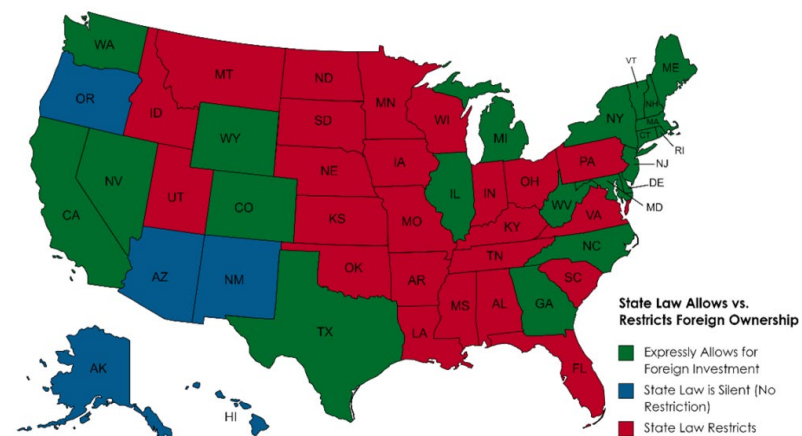 WA
MT
ND
MN
VT
ME
OR
ID
SD
WI
NH
NY
MA
CT
RI
WY
MI
NE
IA
PA
NJ
NV
UT
CO
IL
IN
OH
DE
MD
CA
KS
MO
WV
VA
KY
NC
AZ
NM
OK
AR
TN
SC
MS
AL
GA
TX
LA
FL
AK
HI
State Law Allows vs.
Restricts Foreign Ownership
Expressly Allows for
Foreign Investment
State Law is Silent (No
Restriction)
State Law Restricts